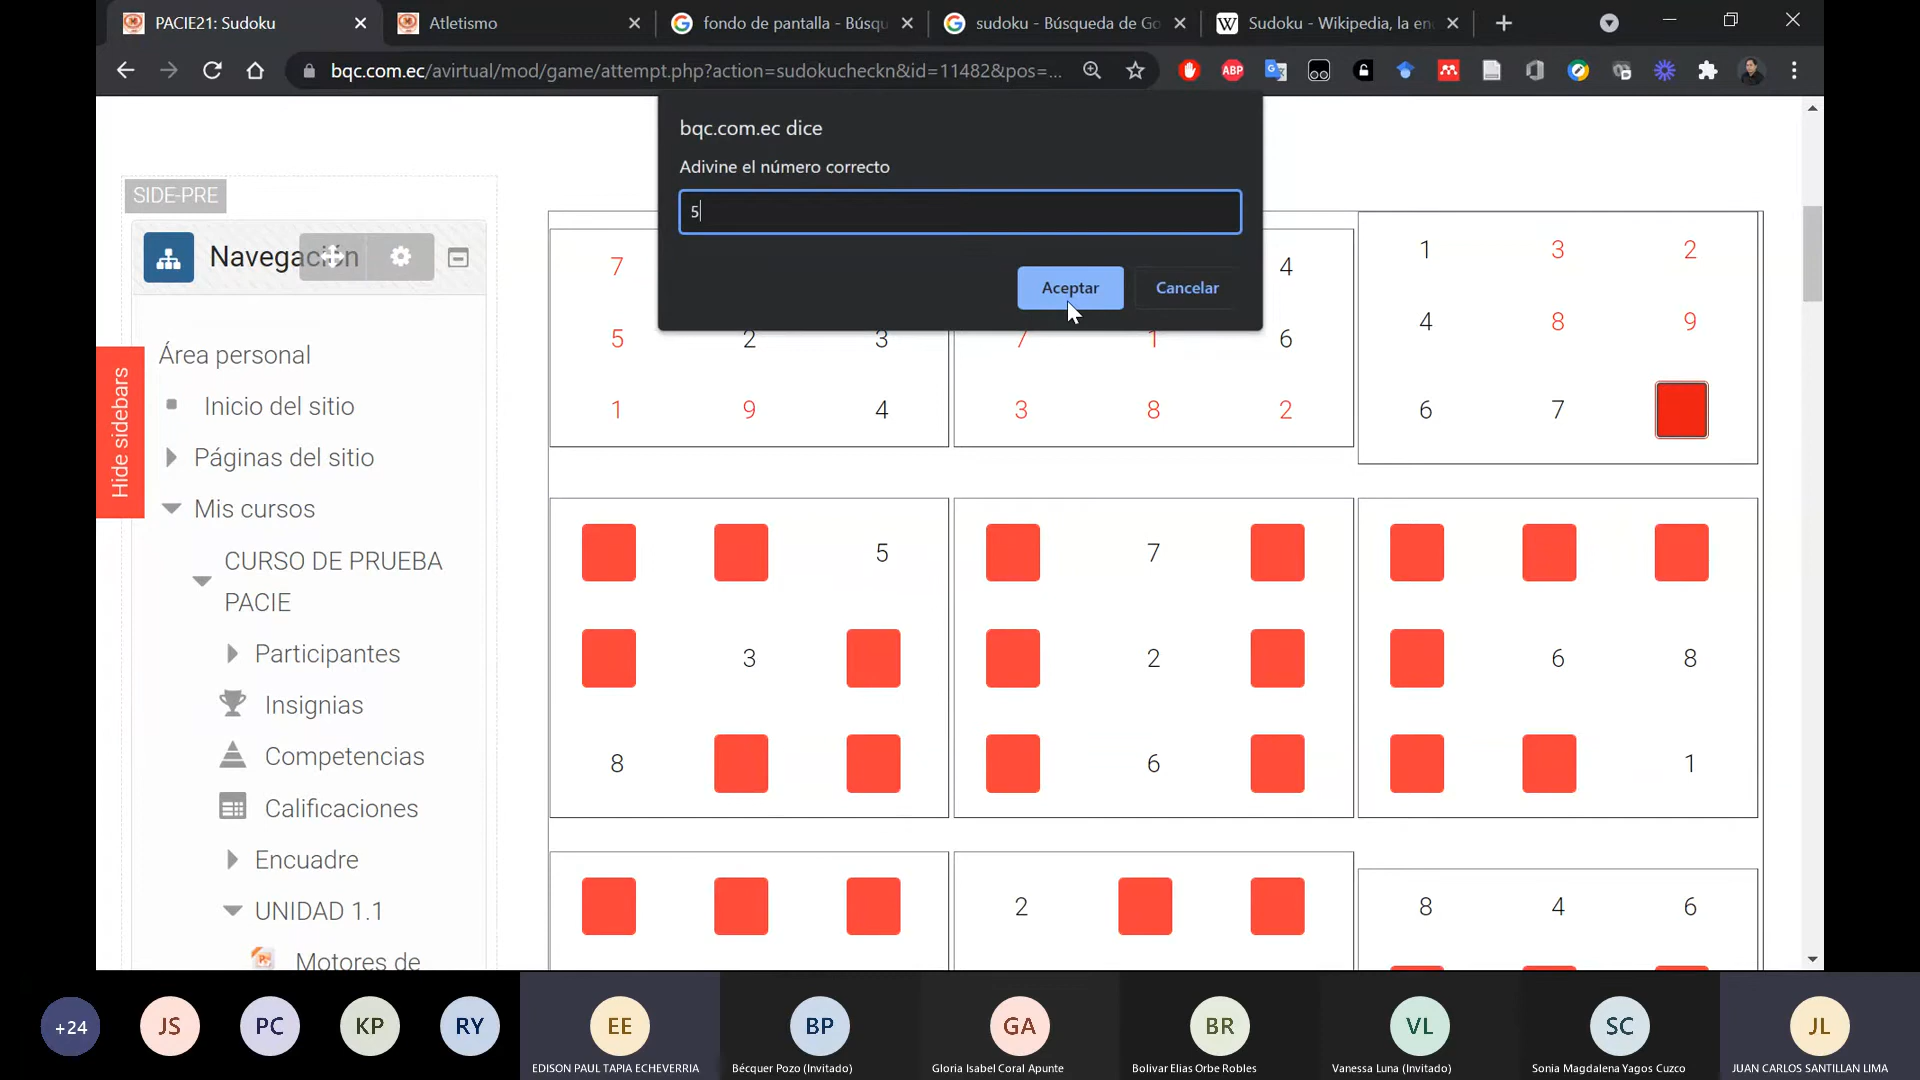 PACIE21: Sudoku
Atletismo
fondo de pantalla - Búsqu
sudoku - Búsqueda de Go
W Sudoku - Wikipedia, la en
bqc.com.ec/avirtual/mod/game/attempt.php?action=sudokucheckn&id=11482&pos=...
ABP
bqc.com.ec dice
Adivine el número correcto
5
Aceptar Cancelar
SIDE-PRE
Navegación
Hide sidebars
Área personal
Inicio del sitio
Páginas del sitio
Mis cursos
CURSO DE PRUEBA
PACIE
Participantes
Insignias
Competencias
Calificaciones
Encuadre
UNIDAD 1.1
Motores de
7 4 1 3 2
5 2 3 7 1 6 4 8 9
1 9 4 3 8 2 6 7
5 7
3 2 6 8
8 6 1
2 8 4 6
+24 JS PC KP RY EE BP GA BR VL SC JL
EDISON PAUL TAPIA ECHEVERRIA
Bécquer Pozo (Invitado)
Gloria Isabel Coral Apunte
Bolivar Elias Orbe Robles
Vanessa Luna (Invitado)
Sonia Magdalena Yagos Cuzco
JUAN CARLOS SANTILLAN LIMA